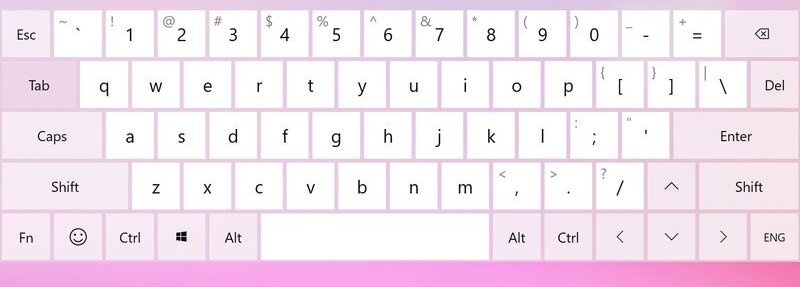 Esc ~ ` ! 1 @ 2 # 3 $ 4 % 5 ^ 6 & 7 * 8 ( 9 ) 0 _ - + =
Tab q w e r t y u i o p { [ } ] | \ Del
Caps a s d f g h j k l : ; " ' Enter
Shift z x c v b n m < , > . ? / Shift
Fn Ctrl Alt Alt Ctrl ENG